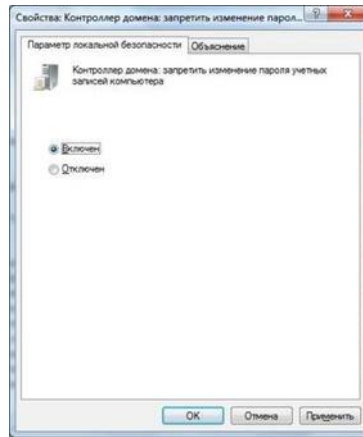 Свойства: Контроллер домена: запретить изменение парол...
Параметр локальной безопасности Объяснение
Контроллер домена: запретить изменение пароля учетных
записей компьютера
Включен
Отключен
ОК Отмена Применить